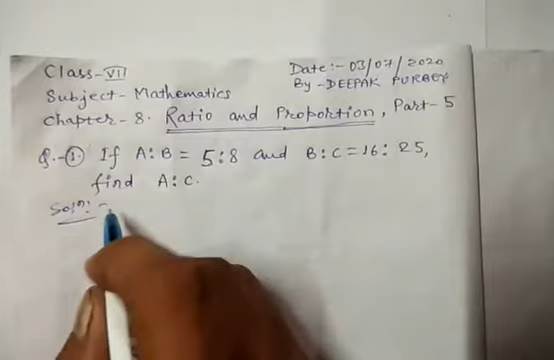 Class-VII
Date:- 03/07/2020
Subject- Mathematics
By -DEEPAK PURBEY
Chapter-8. Ratio and Proportion, Part-5
Q.-① If A:B = 5:8 and B:C=16:25,
find A:C.
Soln:-